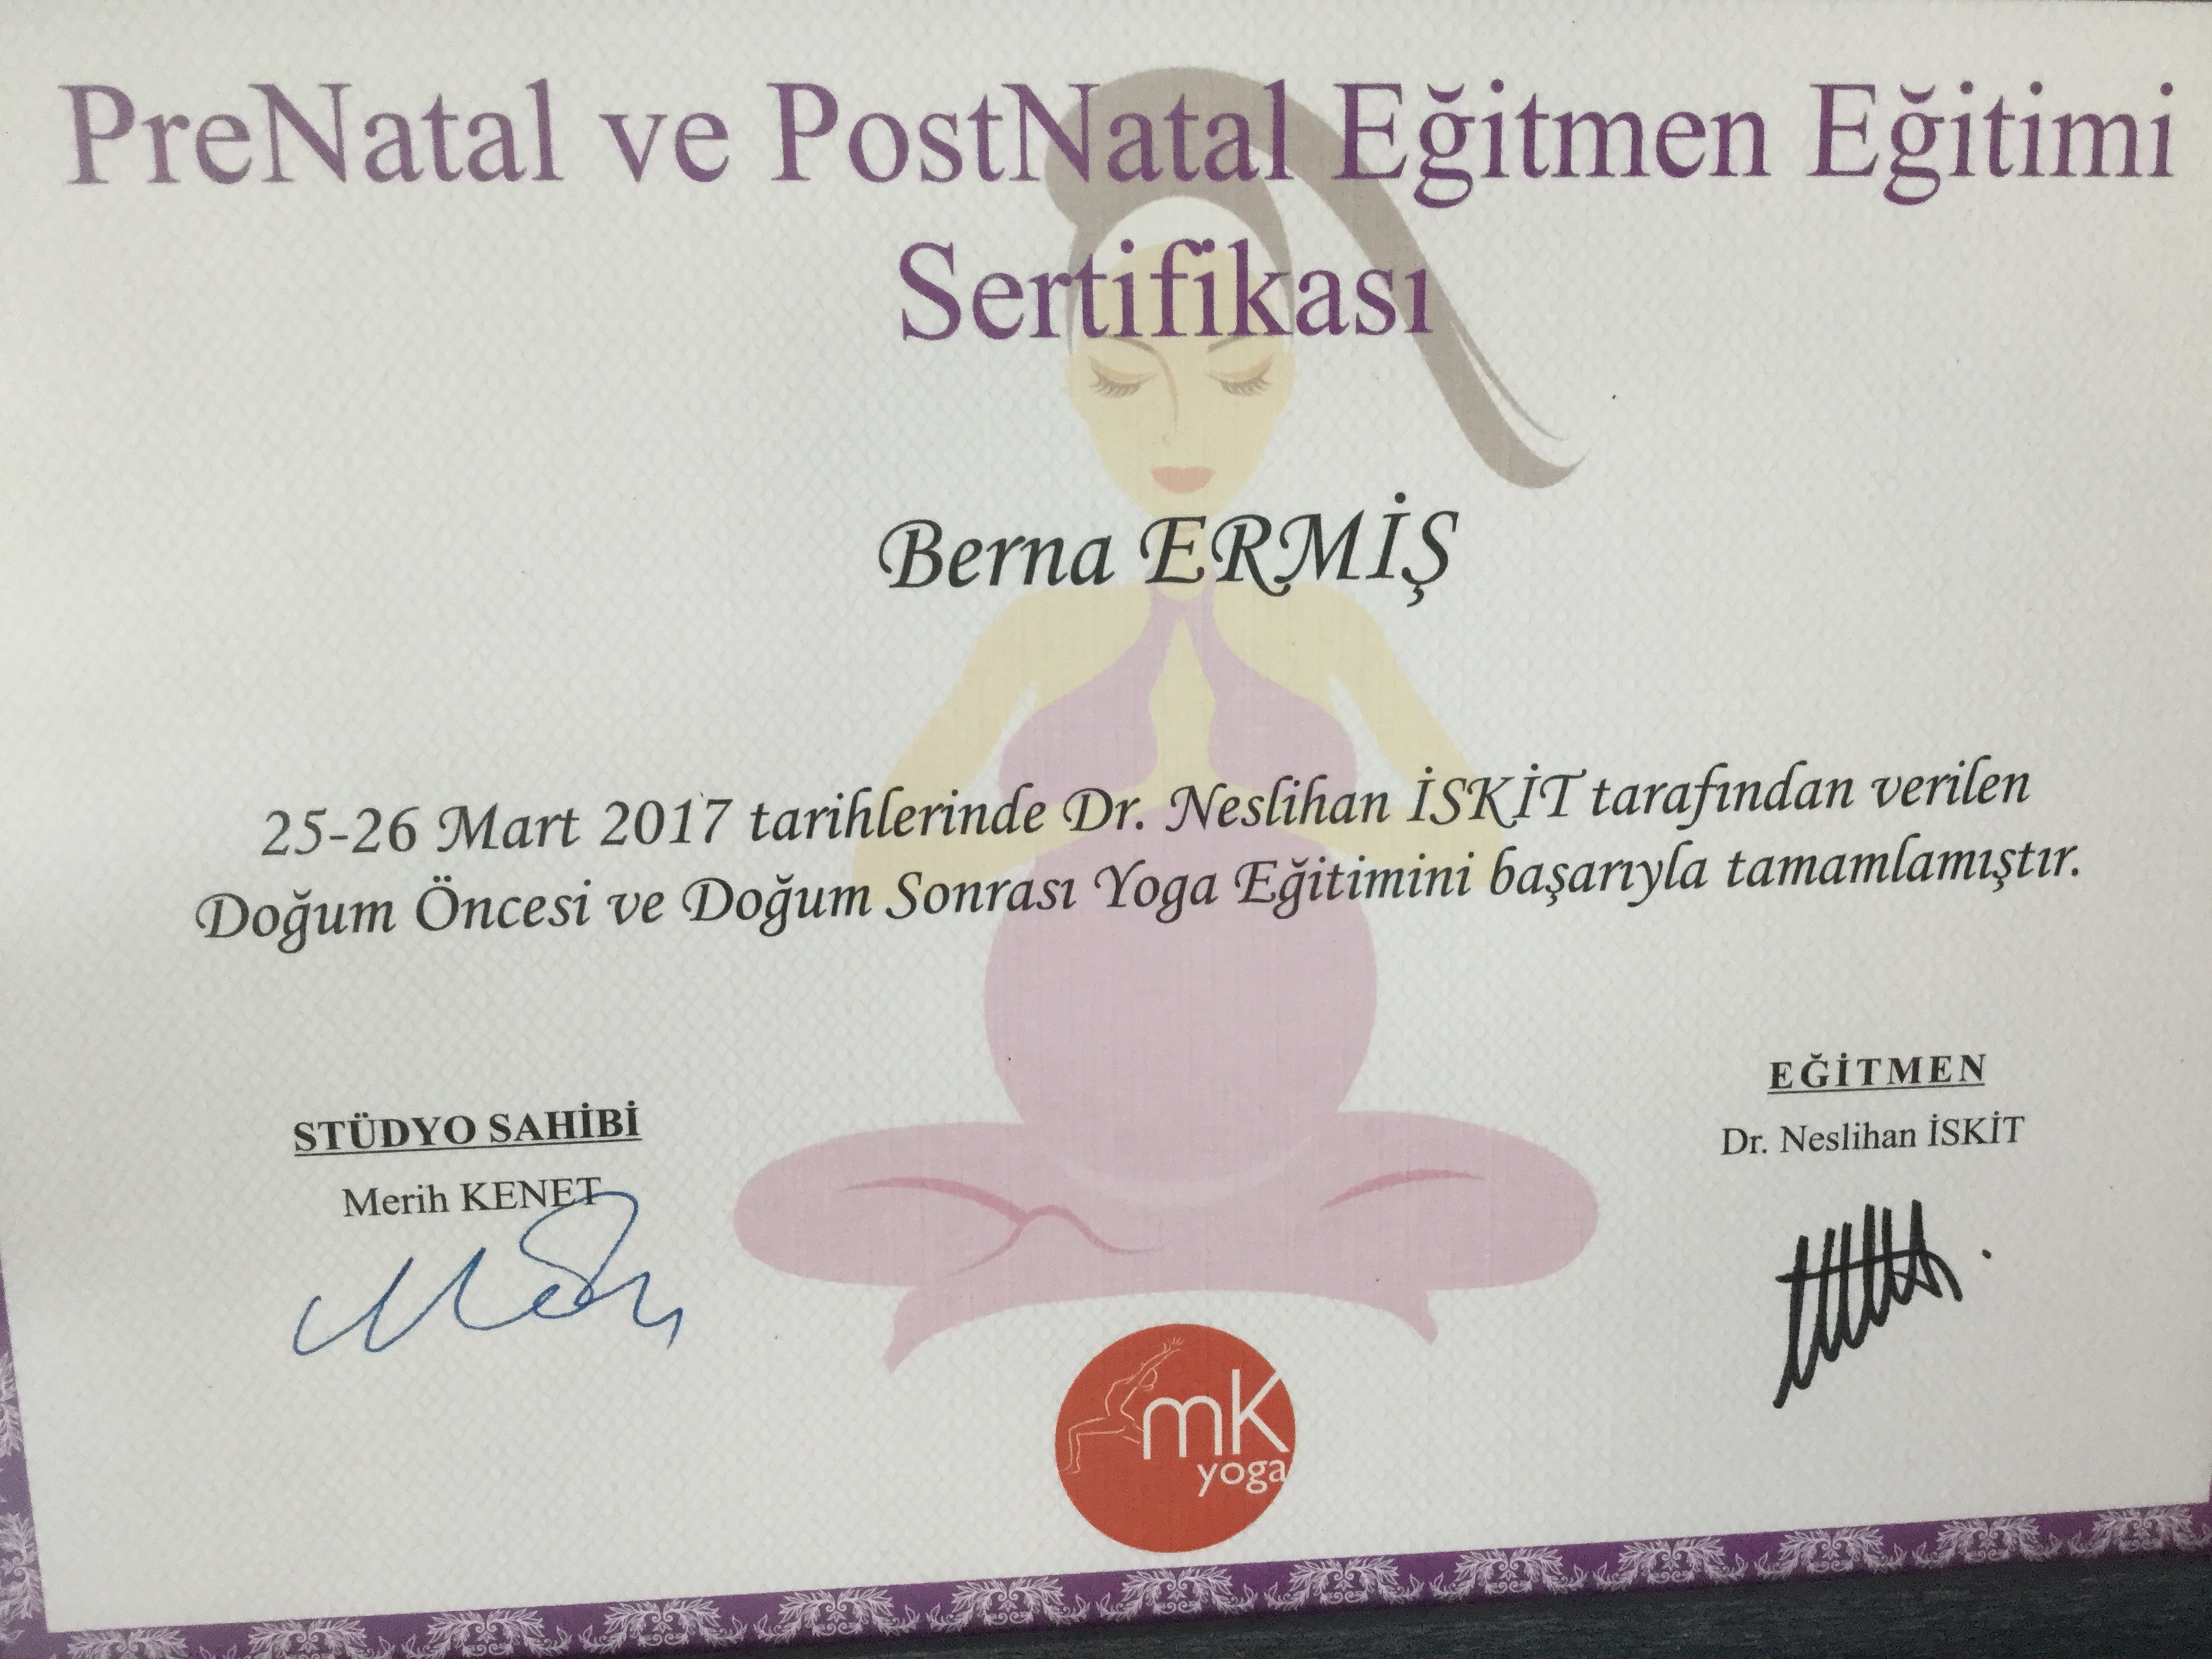 PreNatal ve PostNatal Eğitmen Eğitimi
Sertifikası
Berna ERMİŞ
25-26 Mart 2017 tarihlerinde Dr. Neslihan İSKİT tarafından verilen
Doğum Öncesi ve Doğum Sonrası Yoga Eğitimini başarıyla tamamlamıştır.
STÜDYO SAHİBİ
Merih KENET
EĞİTMEN
Dr. Neslihan İSKİT
mK
yoga